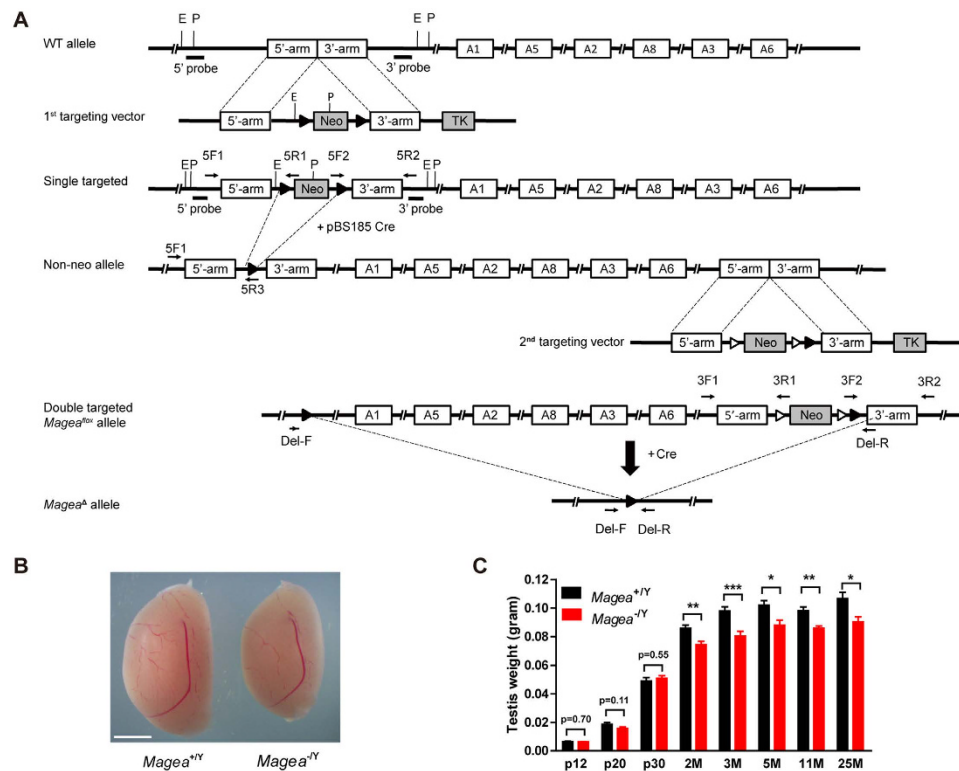 A
E P
WT allele
5'-arm 3'-arm A1 A5 A2 A8 A3 A6
5' probe 3' probe
E P
1st targeting vector 5'-arm Neo 3'-arm TK
5F1 5R1 5F2 5R2
EP E P EP
Single targeted 5'-arm Neo 3'-arm A1 A5 A2 A8 A3 A6
5' probe 3' probe
+ pBS185 Cre
5F1
Non-neo allele 5'-arm 3'-arm A1 A5 A2 A8 A3 A6 5'-arm 3'-arm
5R3
2nd targeting vector 5'-arm Neo 3'-arm TK
3F1 3R1 3F2 3R2
Double targeted
Mageaflox allele A1 A5 A2 A8 A3 A6 5'-arm Neo 3'-arm
Del-F Del-R
+Cre
MageaΔ allele
Del-F Del-R
B
Magea+/Y Magea-/Y
C
Testis weight (gram)
0.12
0.10
0.08
0.06
0.04
0.02
0.00
Magea+/Y
Magea-/Y
p=0.70 p=0.11 p=0.55 ** *** * ** *
p12 p20 p30 2M 3M 5M 11M 25M